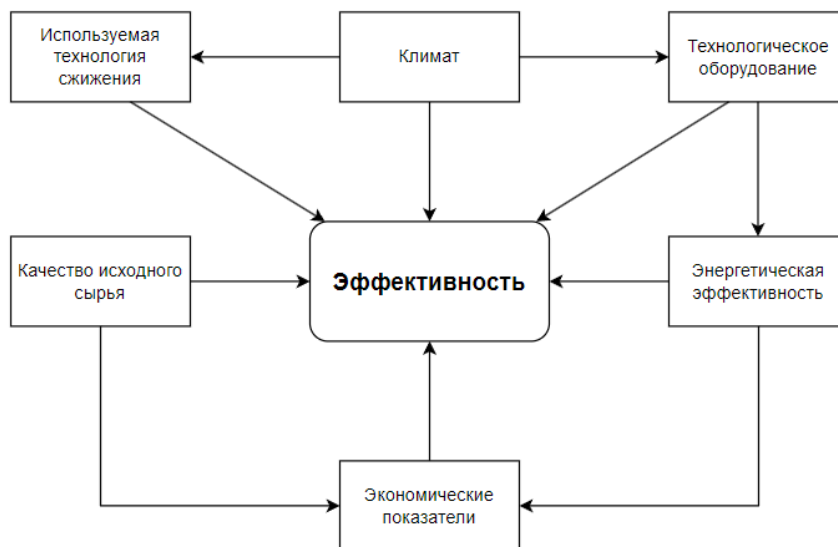 Используемая
технология
сжижения
Климат
Технологическое
оборудование
Качество исходного
сырья
Эффективность
Энергетическая
эффективность
Экономические
показатели